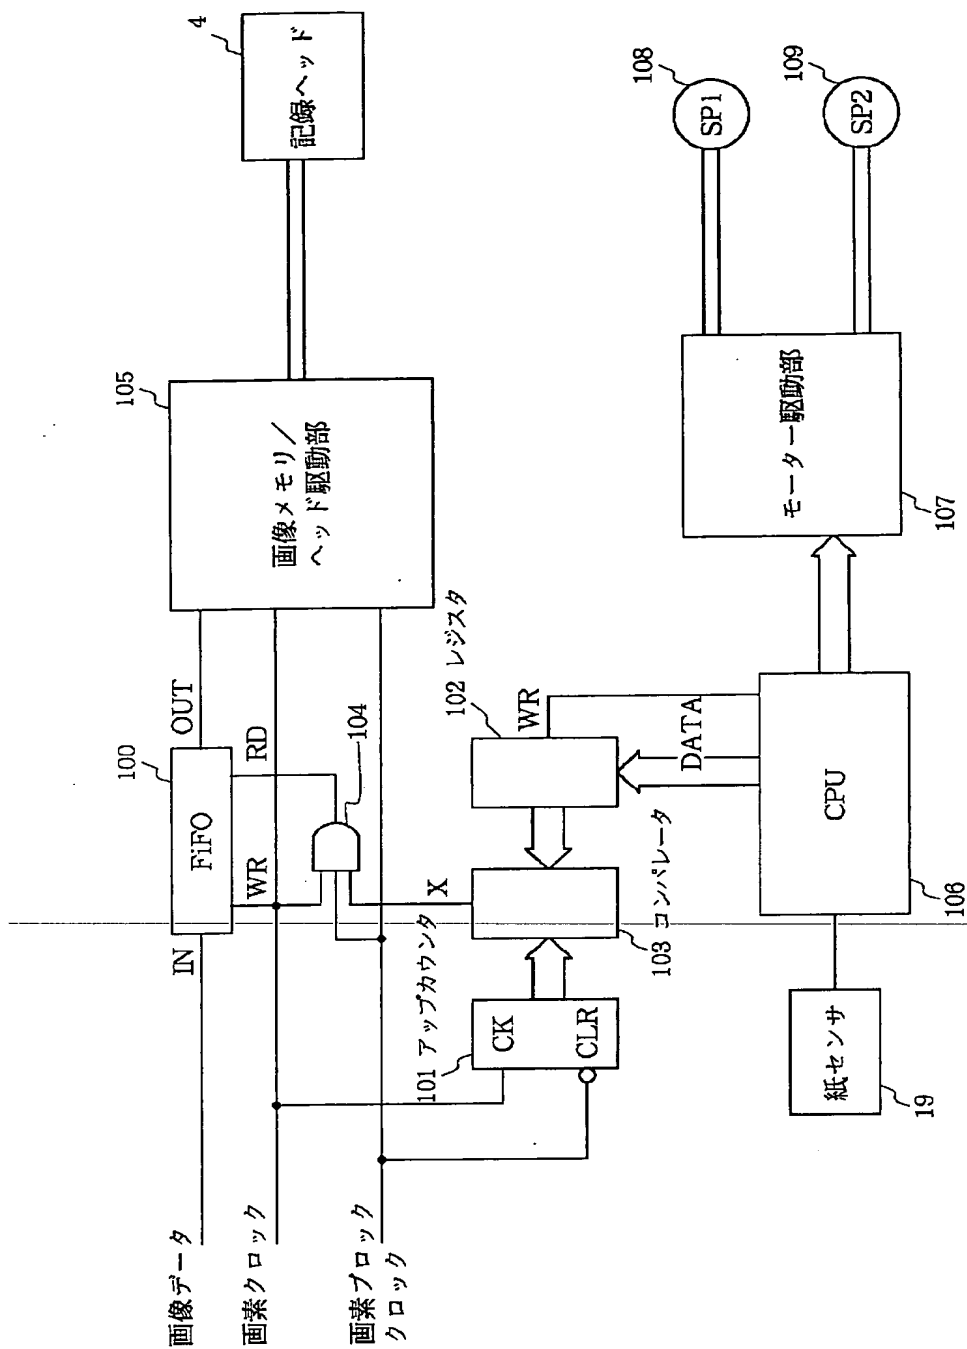 画像データ
画素クロック
画素ブロック
クロック
IN
FiFO
100
OUT
WR
RD
104
105
画像メモリ/
ヘッド駆動部
4
記録ヘッド
101 アップカウンタ
CK
CLR
X
103 コンパレータ
102 レジスタ
WR
DATA
紙センサ
19
CPU
106
モーター駆動部
107
SP1
108
SP2
109